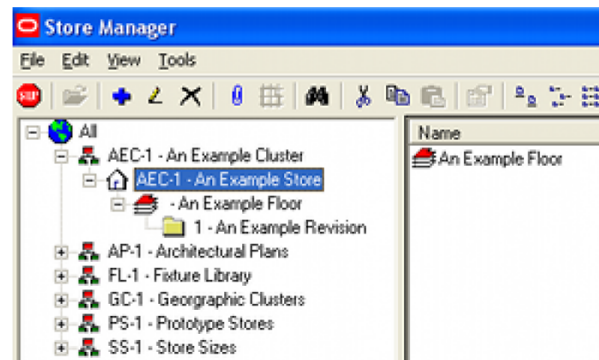 Store Manager
File Edit View Tools
STOP
All
Name
AEC-1 - An Example Cluster
An Example Floor
AEC-1 - An Example Store
- An Example Floor
1 - An Example Revision
AP-1 - Architectural Plans
FL-1 - Fixture Library
GC-1 - Georgraphic Clusters
PS-1 - Prototype Stores
SS-1 - Store Sizes